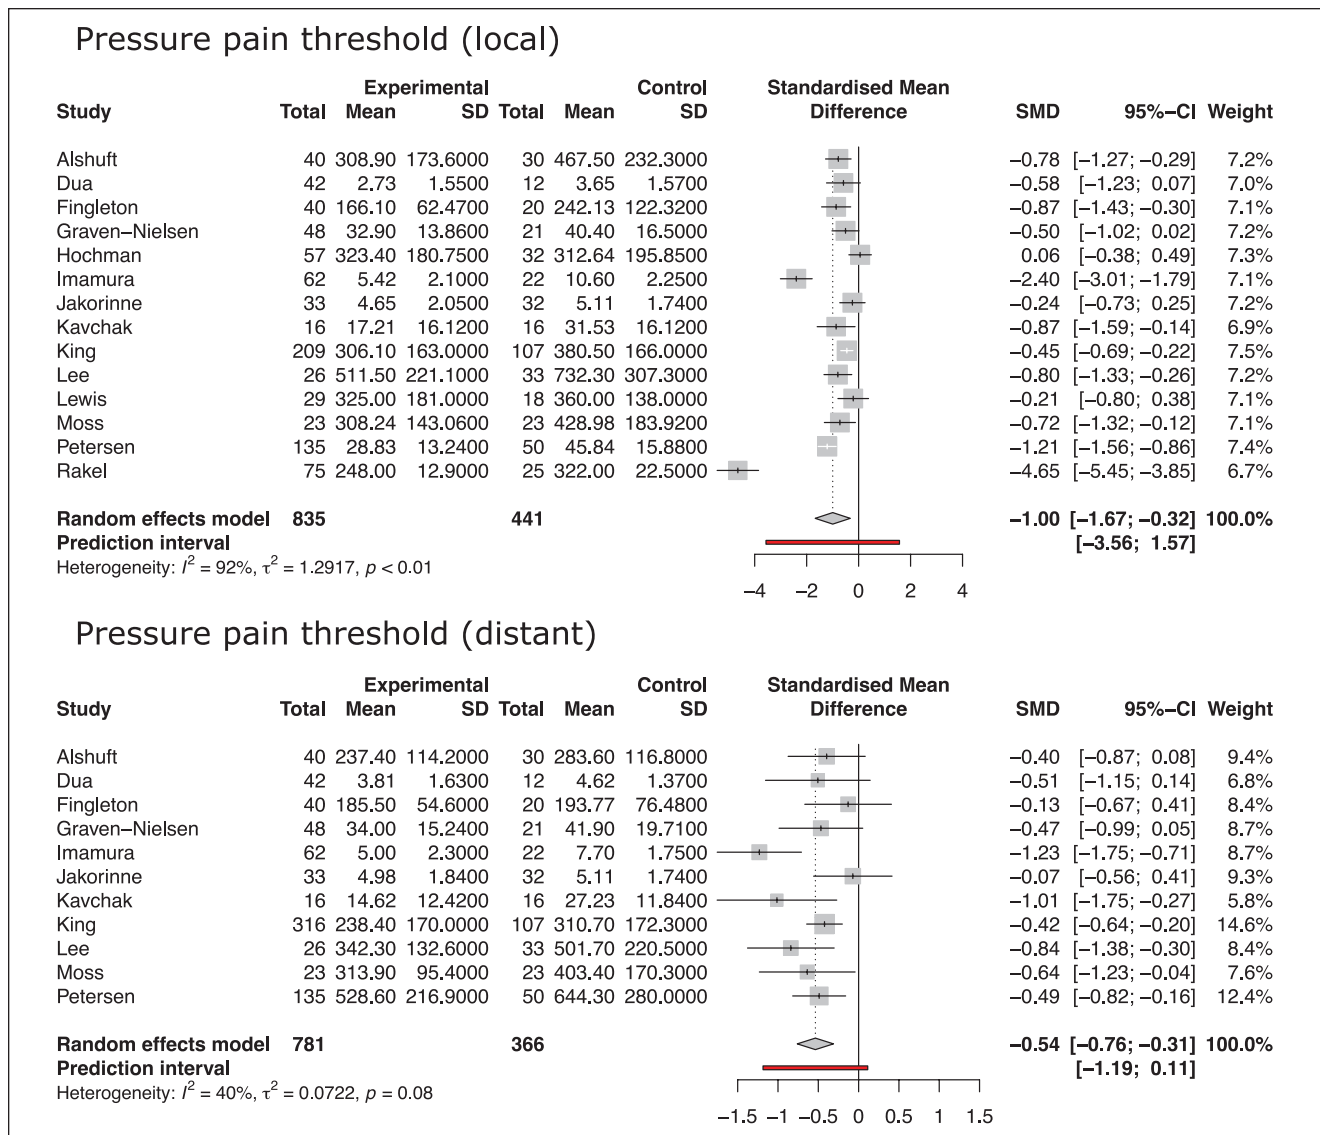 Pressure pain threshold (local)
Experimental Control Standardised Mean
Study Total Mean SD Total Mean SD Difference SMD 95%−CI Weight
Alshuft 40 308.90 173.6000 30 467.50 232.3000 −0.78 [−1.27; −0.29] 7.2%
Dua 42 2.73 1.5500 12 3.65 1.5700 −0.58 [−1.23; 0.07] 7.0%
Fingleton 40 166.10 62.4700 20 242.13 122.3200 −0.87 [−1.43; −0.30] 7.1%
Graven−Nielsen 48 32.90 13.8600 21 40.40 16.5000 −0.50 [−1.02; 0.02] 7.2%
Hochman 57 323.40 180.7500 32 312.64 195.8500 0.06 [−0.38; 0.49] 7.3%
Imamura 62 5.42 2.1000 22 10.60 2.2500 −2.40 [−3.01; −1.79] 7.1%
Jakorinne 33 4.65 2.0500 32 5.11 1.7400 −0.24 [−0.73; 0.25] 7.2%
Kavchak 16 17.21 16.1200 16 31.53 16.1200 −0.87 [−1.59; −0.14] 6.9%
King 209 306.10 163.0000 107 380.50 166.0000 −0.45 [−0.69; −0.22] 7.5%
Lee 26 511.50 221.1000 33 732.30 307.3000 −0.80 [−1.33; −0.26] 7.2%
Lewis 29 325.00 181.0000 18 360.00 138.0000 −0.21 [−0.80; 0.38] 7.1%
Moss 23 308.24 143.0600 23 428.98 183.9200 −0.72 [−1.32; −0.12] 7.1%
Petersen 135 28.83 13.2400 50 45.84 15.8800 −1.21 [−1.56; −0.86] 7.4%
Rakel 75 248.00 12.9000 25 322.00 22.5000 −4.65 [−5.45; −3.85] 6.7%
Random effects model 835 441 −1.00 [−1.67; −0.32] 100.0%
Prediction interval [−3.56; 1.57]
Heterogeneity: I² = 92%, τ² = 1.2917, p < 0.01
−4 −2 0 2 4
Pressure pain threshold (distant)
Experimental Control Standardised Mean
Study Total Mean SD Total Mean SD Difference SMD 95%−CI Weight
Alshuft 40 237.40 114.2000 30 283.60 116.8000 −0.40 [−0.87; 0.08] 9.4%
Dua 42 3.81 1.6300 12 4.62 1.3700 −0.51 [−1.15; 0.14] 6.8%
Fingleton 40 185.50 54.6000 20 193.77 76.4800 −0.13 [−0.67; 0.41] 8.4%
Graven−Nielsen 48 34.00 15.2400 21 41.90 19.7100 −0.47 [−0.99; 0.05] 8.7%
Imamura 62 5.00 2.3000 22 7.70 1.7500 −1.23 [−1.75; −0.71] 8.7%
Jakorinne 33 4.98 1.8400 32 5.11 1.7400 −0.07 [−0.56; 0.41] 9.3%
Kavchak 16 14.62 12.4200 16 27.23 11.8400 −1.01 [−1.75; −0.27] 5.8%
King 316 238.40 170.0000 107 310.70 172.3000 −0.42 [−0.64; −0.20] 14.6%
Lee 26 342.30 132.6000 33 501.70 220.5000 −0.84 [−1.38; −0.30] 8.4%
Moss 23 313.90 95.4000 23 403.40 170.3000 −0.64 [−1.23; −0.04] 7.6%
Petersen 135 528.60 216.9000 50 644.30 280.0000 −0.49 [−0.82; −0.16] 12.4%
Random effects model 781 366 −0.54 [−0.76; −0.31] 100.0%
Prediction interval [−1.19; 0.11]
Heterogeneity: I² = 40%, τ² = 0.0722, p = 0.08
−1.5 −1 −0.5 0 0.5 1 1.5